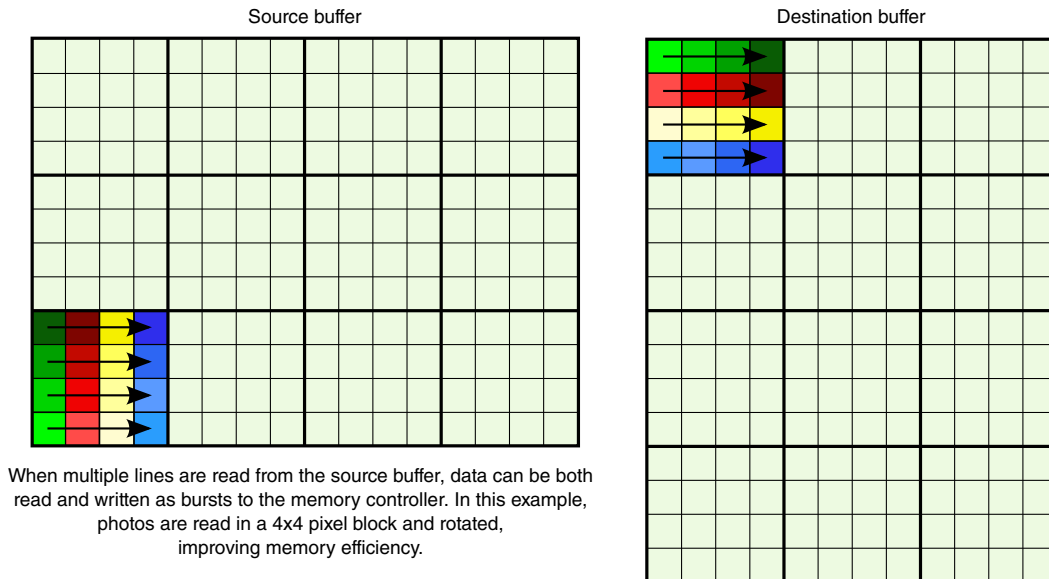 Source buffer
Destination buffer
When multiple lines are read from the source buffer, data can be both
read and written as bursts to the memory controller. In this example,
photos are read in a 4x4 pixel block and rotated,
improving memory efficiency.